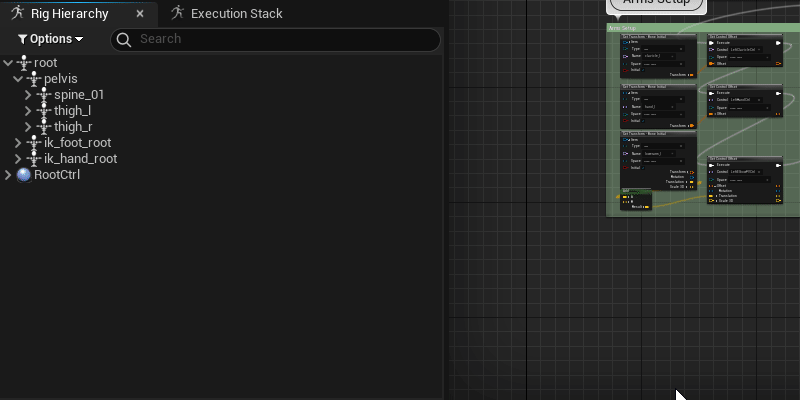 Arms Setup
Rig Hierarchy
Execution Stack
Options
Search
root
pelvis
spine_01
thigh_l
thigh_r
ik_foot_root
ik_hand_root
RootCtrl
Arms Setup
Get Transform - Mesh Initial
Set Control Offset
Item
Execute
Type
Control
Name
Space
Space
Offset
Initial
Transform
Get Transform - Mesh Initial
Set Control Offset
Item
Execute
Type
Control
Name
Space
Space
Offset
Initial
Transform
Get Transform - Mesh Initial
Item
Type
Name
Space
Initial
Transform
Rotation
Translation
Scale 3D
Set Control Offset
Execute
Control
Space
Offset
Rotation
Translation
Scale 3D
A
B
Result